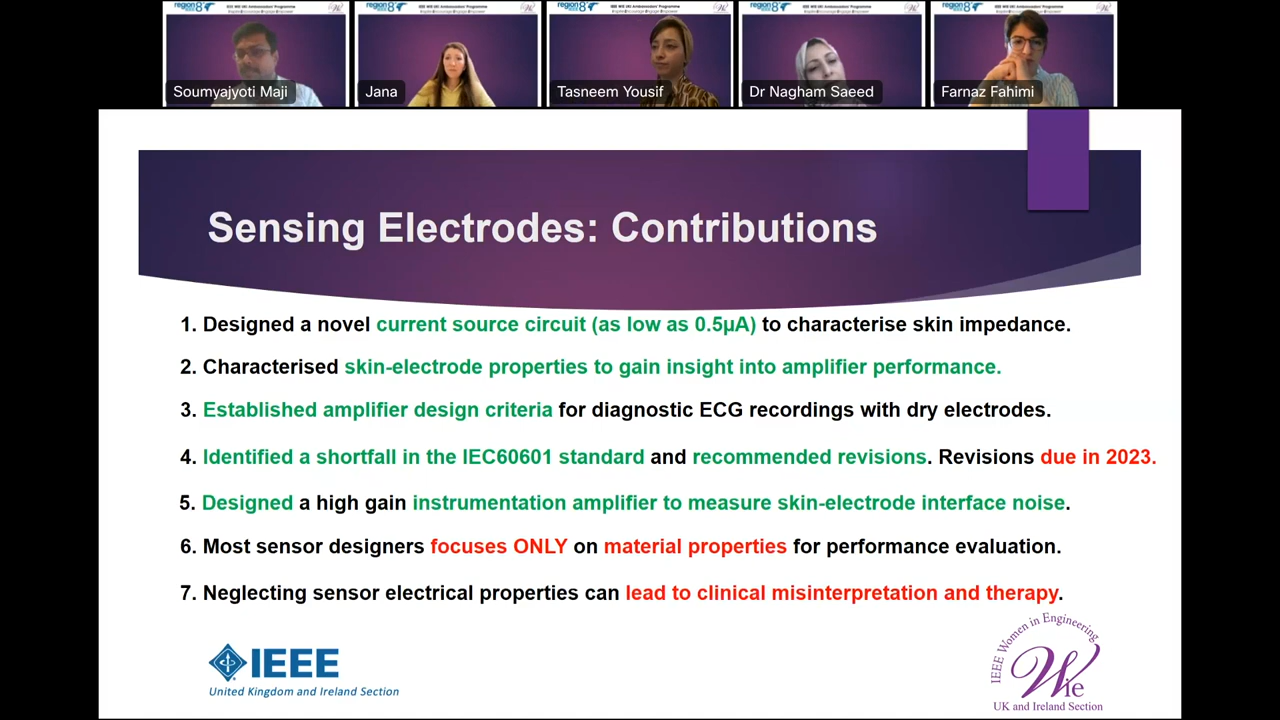 Soumyajyoti Maji
Jana
Tasneem Yousif
Dr Nagham Saeed
Farnaz Fahimi
Sensing Electrodes: Contributions
1. Designed a novel current source circuit (as low as 0.5µA) to characterise skin impedance.
2. Characterised skin-electrode properties to gain insight into amplifier performance.
3. Established amplifier design criteria for diagnostic ECG recordings with dry electrodes.
4. Identified a shortfall in the IEC60601 standard and recommended revisions. Revisions due in 2023.
5. Designed a high gain instrumentation amplifier to measure skin-electrode interface noise.
6. Most sensor designers focuses ONLY on material properties for performance evaluation.
7. Neglecting sensor electrical properties can lead to clinical misinterpretation and therapy.
IEEE
United Kingdom and Ireland Section
IEEE Women in Engineering
Wie
UK and Ireland Section